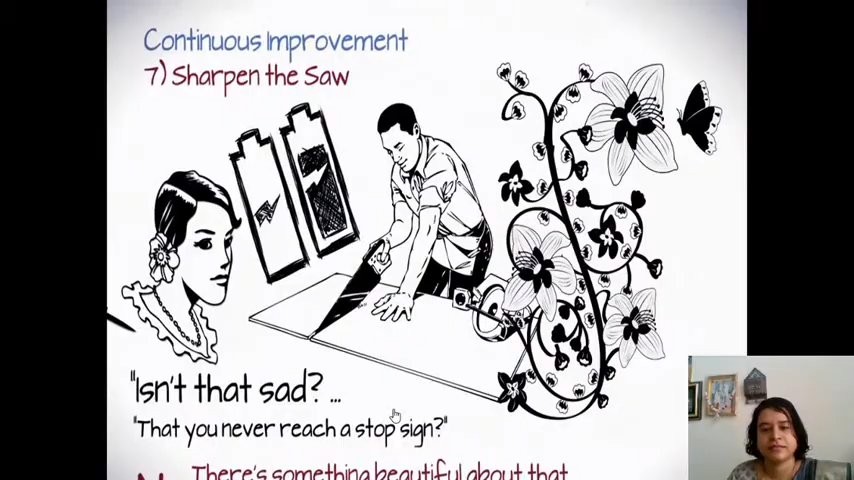 Continuous Improvement
7) Sharpen the Saw
"Isn't that sad? ...
"That you never reach a stop sign?"
No. There's something beautiful about that